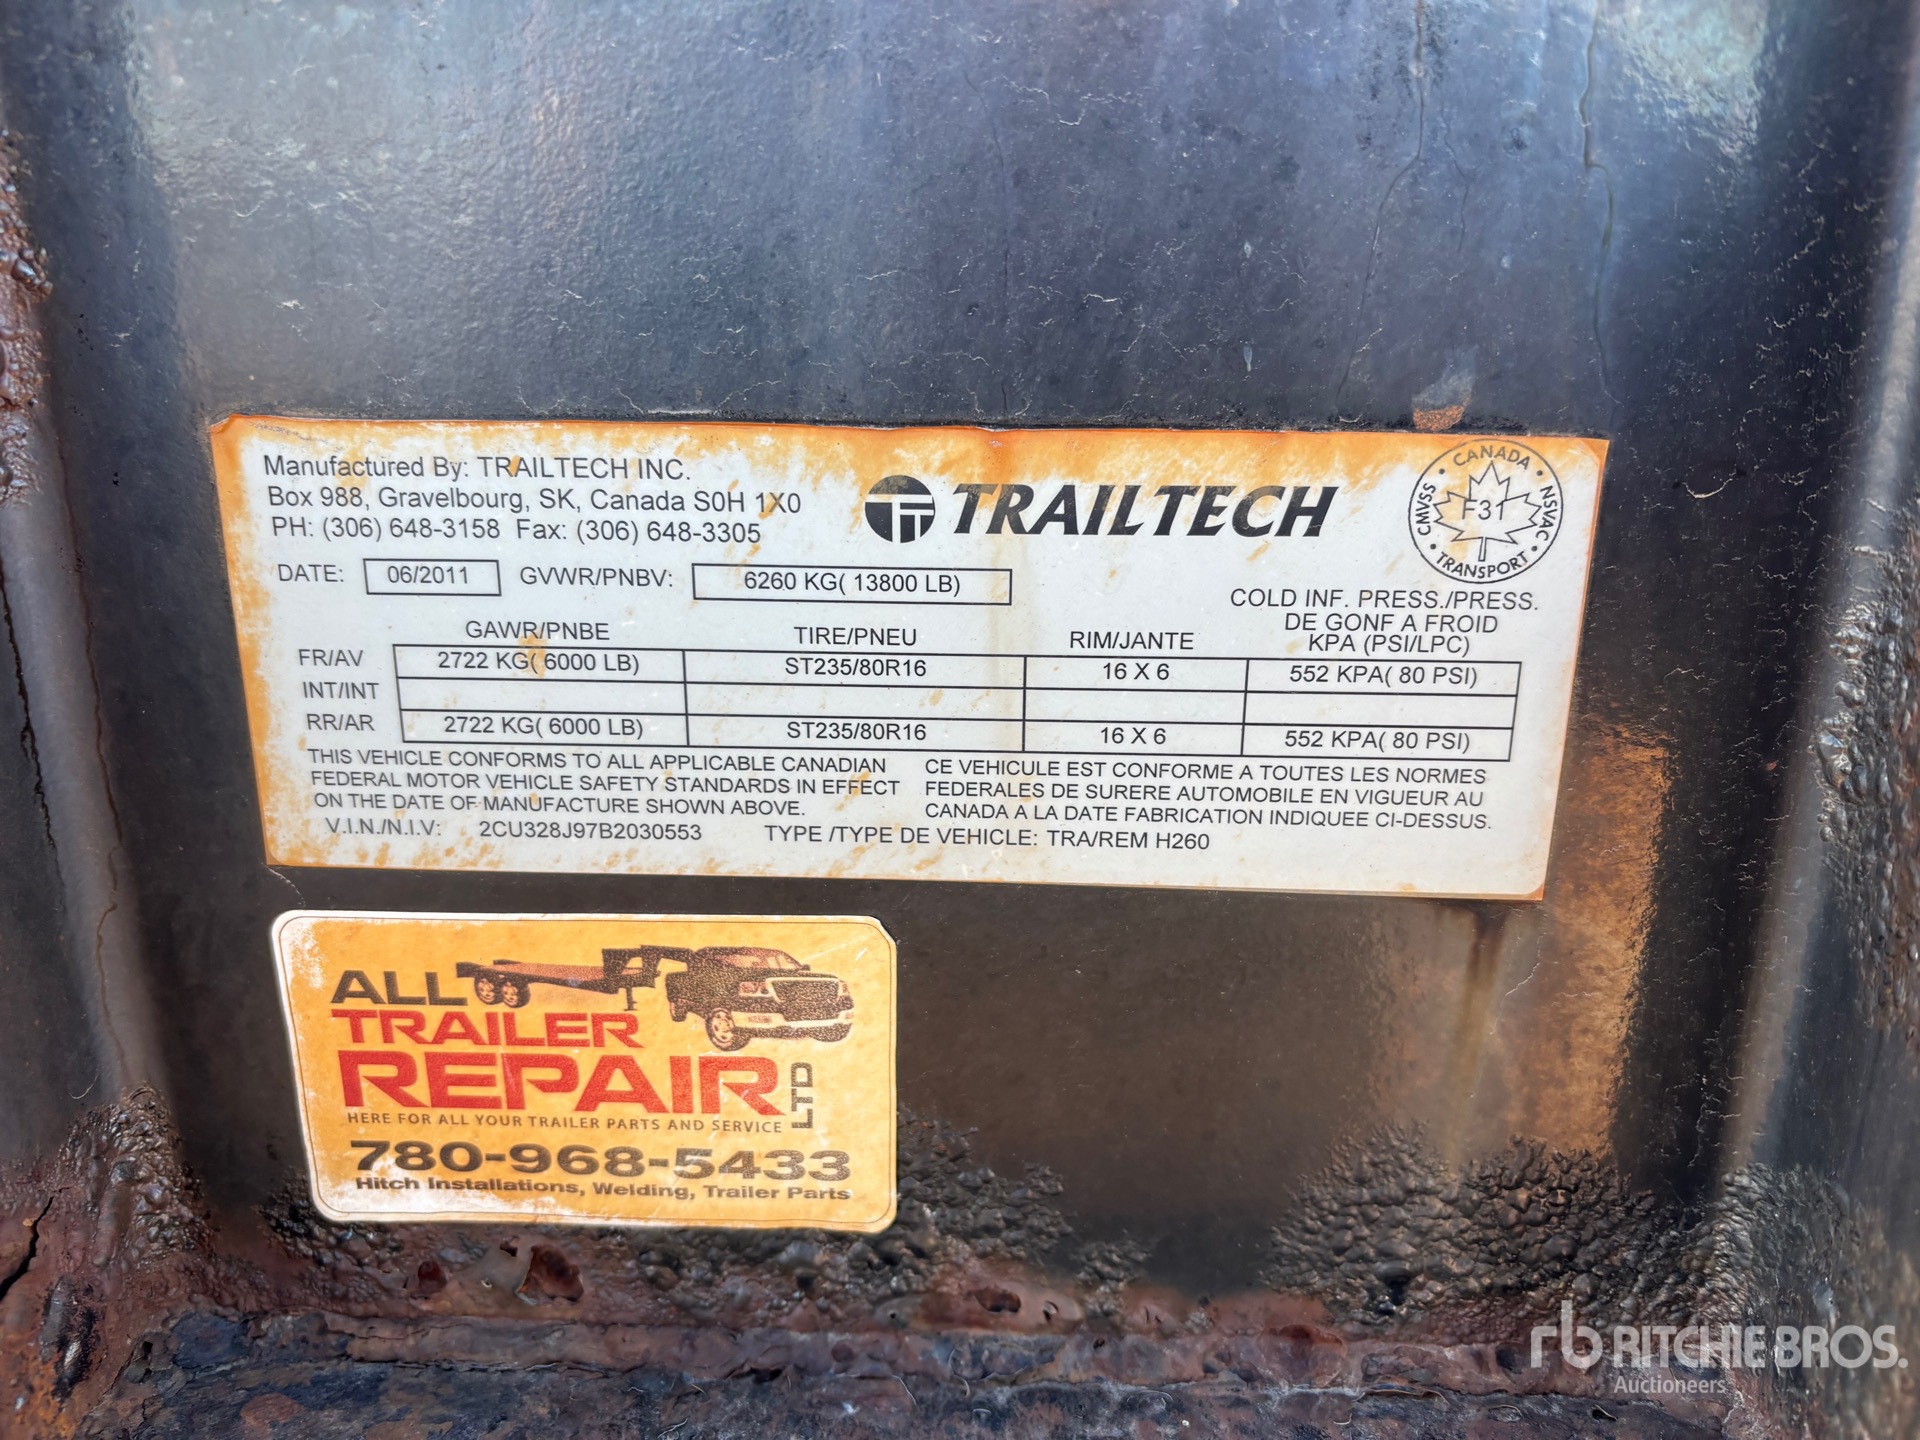 Manufactured By: TRAILTECH INC.
Box 988, Gravelbourg, SK, Canada S0H 1X0
PH: (306) 648-3158 Fax: (306) 648-3305
TRAILTECH
CANADA
CMVSS
F31
NSVAC
TRANSPORT
DATE: 06/2011 GVWR/PNBV: 6260 KG( 13800 LB)
COLD INF. PRESS./PRESS.
DE GONF A FROID
KPA (PSI/LPC)
GAWR/PNBE TIRE/PNEU RIM/JANTE
FR/AV 2722 KG( 6000 LB) ST235/80R16 16 X 6 552 KPA( 80 PSI)
INT/INT
RR/AR 2722 KG( 6000 LB) ST235/80R16 16 X 6 552 KPA( 80 PSI)
THIS VEHICLE CONFORMS TO ALL APPLICABLE CANADIAN
FEDERAL MOTOR VEHICLE SAFETY STANDARDS IN EFFECT
ON THE DATE OF MANUFACTURE SHOWN ABOVE.
CE VEHICULE EST CONFORME A TOUTES LES NORMES
FEDERALES DE SURERE AUTOMOBILE EN VIGUEUR AU
CANADA A LA DATE FABRICATION INDIQUEE CI-DESSUS.
V.I.N./N.I.V: 2CU328J97B2030553 TYPE /TYPE DE VEHICLE: TRA/REM H260
ALL
TRAILER
REPAIR
LTD
HERE FOR ALL YOUR TRAILER PARTS AND SERVICE
780-968-5433
Hitch Installations, Welding, Trailer Parts
rb RITCHIE BROS.
Auctioneers